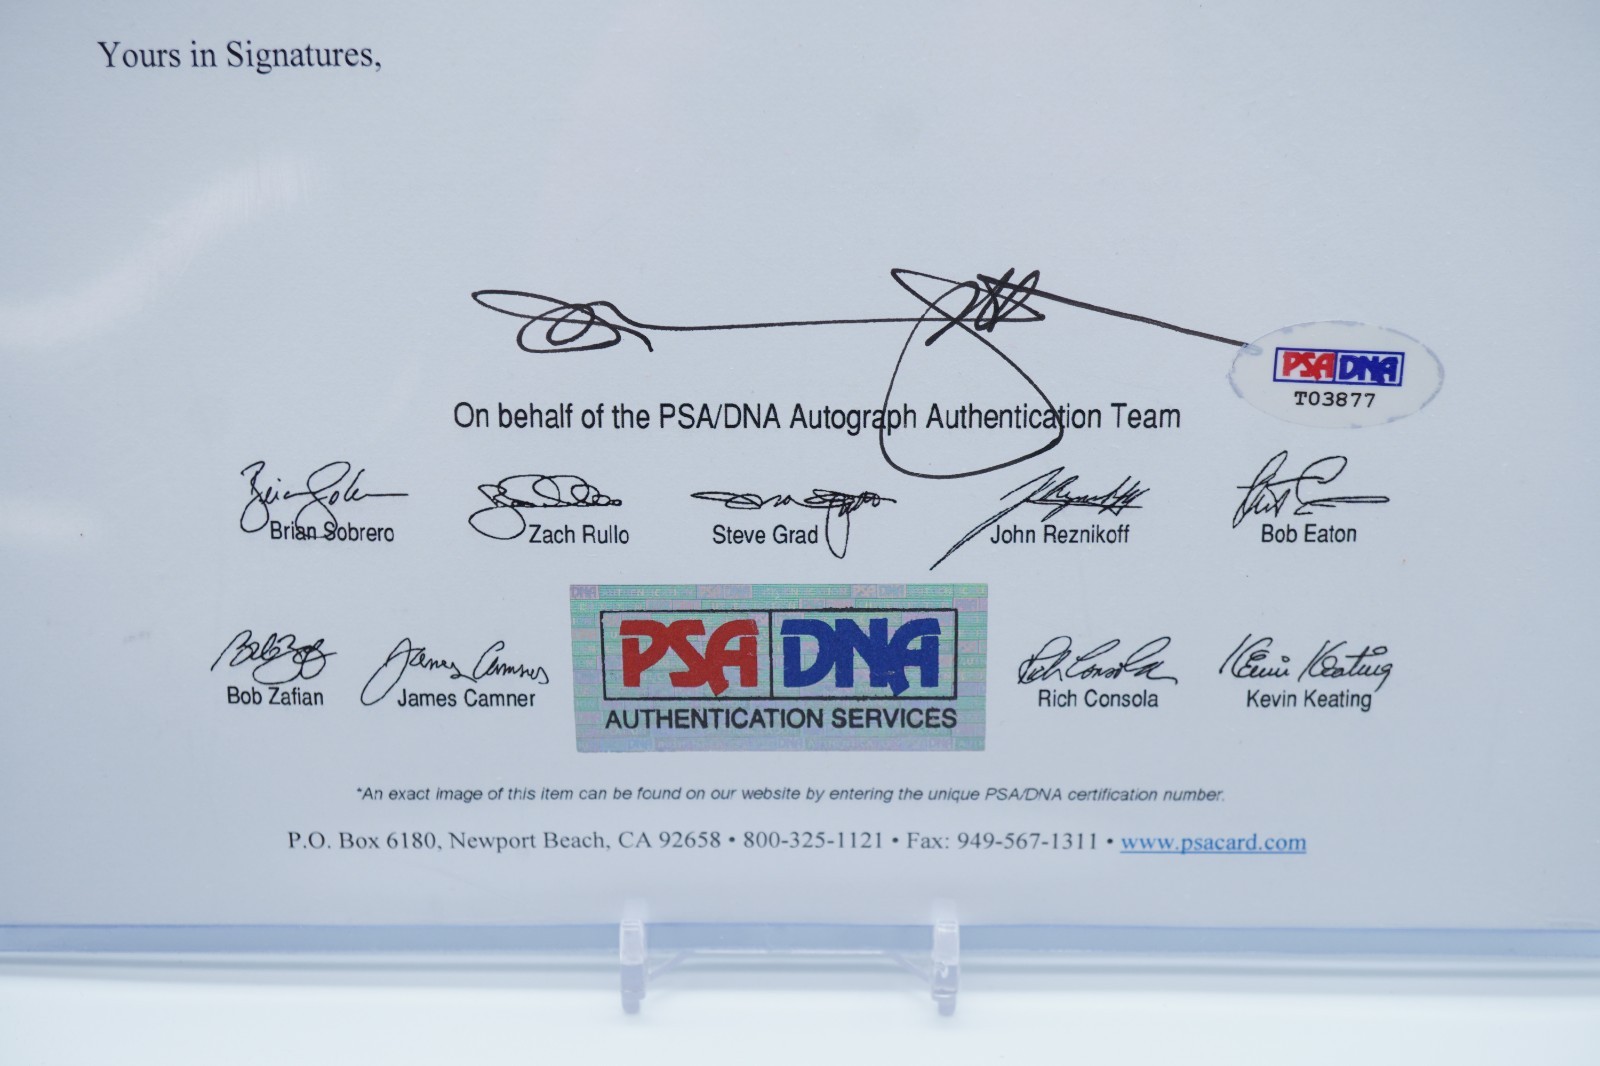 Yours in Signatures,
PSA DNA
T03877
On behalf of the PSA/DNA Autograph Authentication Team
Brian Sobrero Zach Rullo Steve Grad John Reznikoff Bob Eaton
PSA DNA
AUTHENTICATION SERVICES
Bob Zafian James Camner Rich Consola Kevin Keating
*An exact image of this item can be found on our website by entering the unique PSA/DNA certification number.
P.O. Box 6180, Newport Beach, CA 92658 • 800-325-1121 • Fax: 949-567-1311 • www.psacard.com